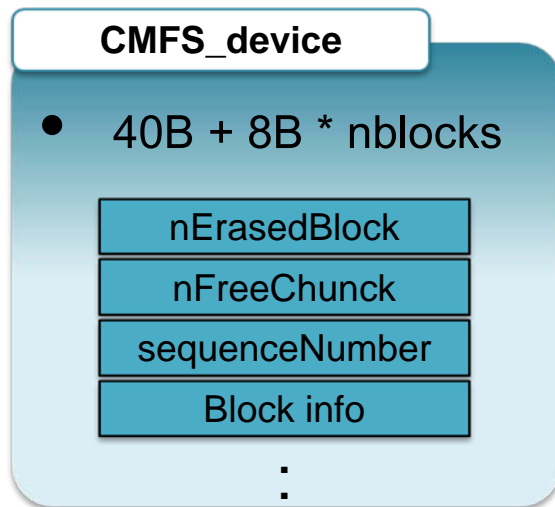 CMFS_device
• 40B + 8B * nblocks
nErasedBlock
nFreeChunck
sequenceNumber
Block info
: